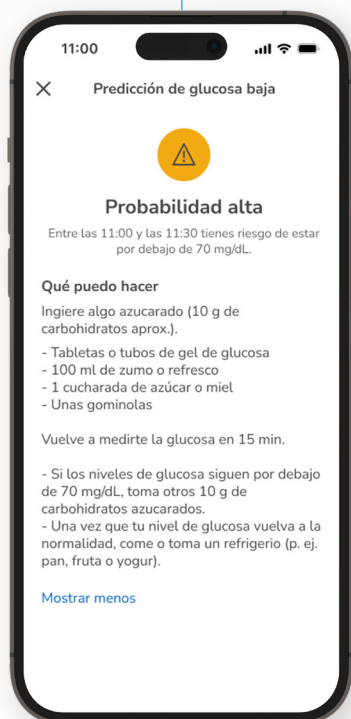 11:00
Predicción de glucosa baja
Probabilidad alta
Entre las 11:00 y las 11:30 tienes riesgo de estar
por debajo de 70 mg/dL.
Qué puedo hacer
Ingiere algo azucarado (10 g de
carbohidratos aprox.).
- Tabletas o tubos de gel de glucosa
- 100 ml de zumo o refresco
- 1 cucharada de azúcar o miel
- Unas gominolas
Vuelve a medirte la glucosa en 15 min.
- Si los niveles de glucosa siguen por debajo
de 70 mg/dL, toma otros 10 g de
carbohidratos azucarados.
- Una vez que tu nivel de glucosa vuelva a la
normalidad, come o toma un refrigerio (p. ej.
pan, fruta o yogur).
Mostrar menos